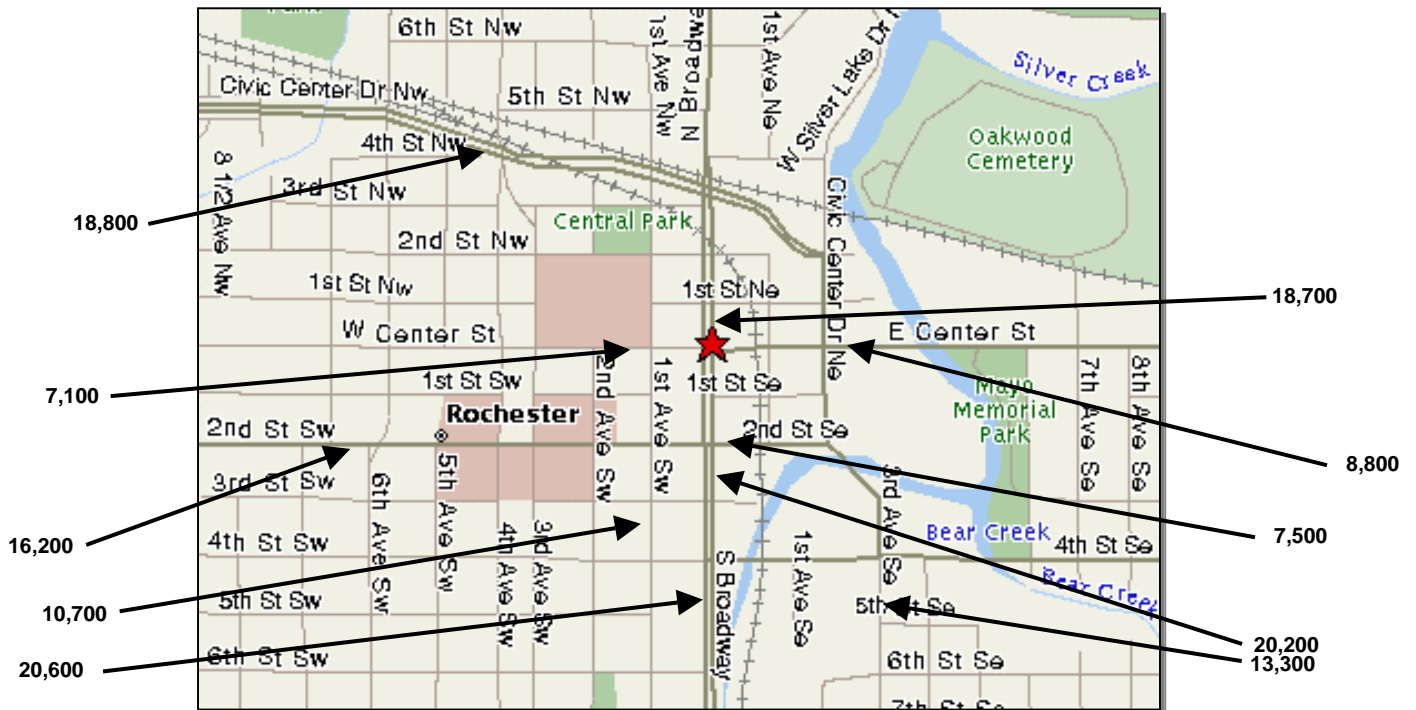 Park
6th St Nw
1st Ave Nw
N Broadway
1st Ave Ne
W Silver Lake Dr N
Silver Creek
Civic Center Dr Nw
5th St Nw
Oakwood
Cemetery
4th St Nw
8 1/2 Ave Nw
3rd St Nw
Civic Center Dr Ne
18,800
Central Park
2nd St Nw
1st St Nw
1st St Ne
18,700
W Center St
E Center St
7,100
1st St Sw
2nd Ave Sw
1st Ave Sw
1st St Se
Mayo
Memorial
Park
7th Ave Se
8th Ave Se
Rochester
2nd St Sw
2nd St Se
8,800
3rd St Sw
6th Ave Sw
5th Ave Sw
3rd Ave Se
16,200
4th St Sw
4th Ave Sw
3rd Ave Sw
S Broadway
1st Ave Se
Bear Creek
4th St Se
7,500
Bear Creek
10,700
5th St Sw
5th St Se
20,200
13,300
20,600
6th St Sw
6th St Se
7th St Se